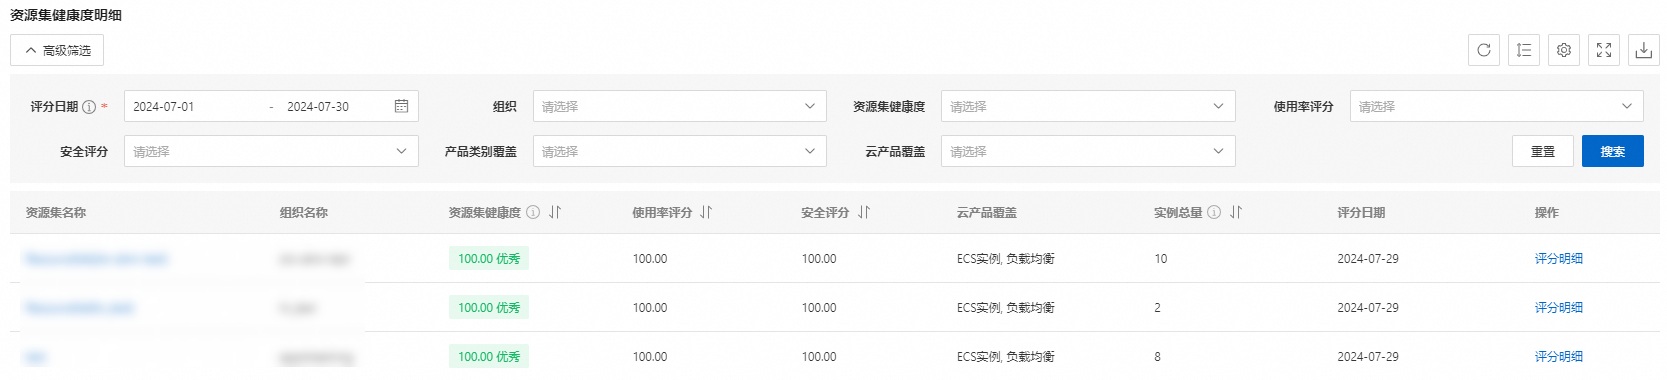 资源集健康度明细
高级筛选
评分日期 * 2024-07-01 - 2024-07-30 组织 请选择 资源集健康度 请选择 使用率评分 请选择
安全评分 请选择 产品类别覆盖 请选择 云产品覆盖 请选择 重置 搜索
资源集名称 组织名称 资源集健康度 使用率评分 安全评分 云产品覆盖 实例总量 评分日期 操作
100.00 优秀 100.00 100.00 ECS实例, 负载均衡 10 2024-07-29 评分明细
100.00 优秀 100.00 100.00 ECS实例, 负载均衡 2 2024-07-29 评分明细
100.00 优秀 100.00 100.00 ECS实例, 负载均衡 8 2024-07-29 评分明细